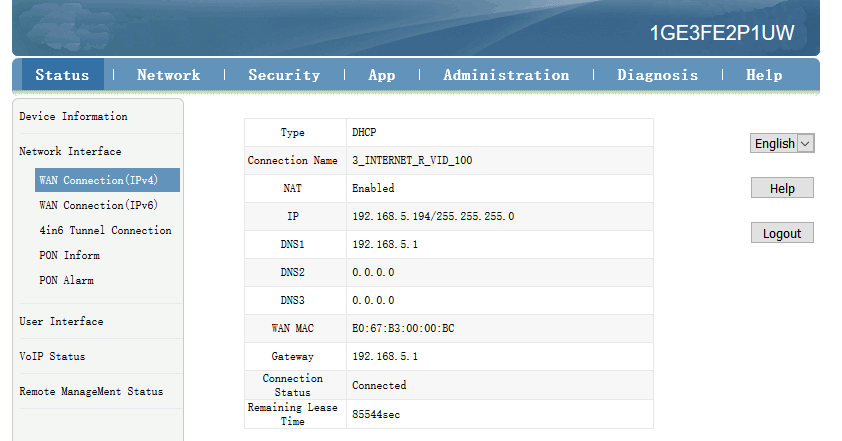 1GE3FE2P1UW
Status Network Security App Administration Diagnosis Help
Device Information
Network Interface
WAN Connection(IPv4)
WAN Connection(IPv6)
4in6 Tunnel Connection
PON Inform
PON Alarm
User Interface
VoIP Status
Remote ManageMent Status
Type DHCP
Connection Name 3_INTERNET_R_VID_100
NAT Enabled
IP 192.168.5.194/255.255.255.0
DNS1 192.168.5.1
DNS2 0.0.0.0
DNS3 0.0.0.0
WAN MAC E0:67:B3:00:00:BC
Gateway 192.168.5.1
Connection
Status Connected
Remaining Lease
Time 85544sec
English
Help
Logout